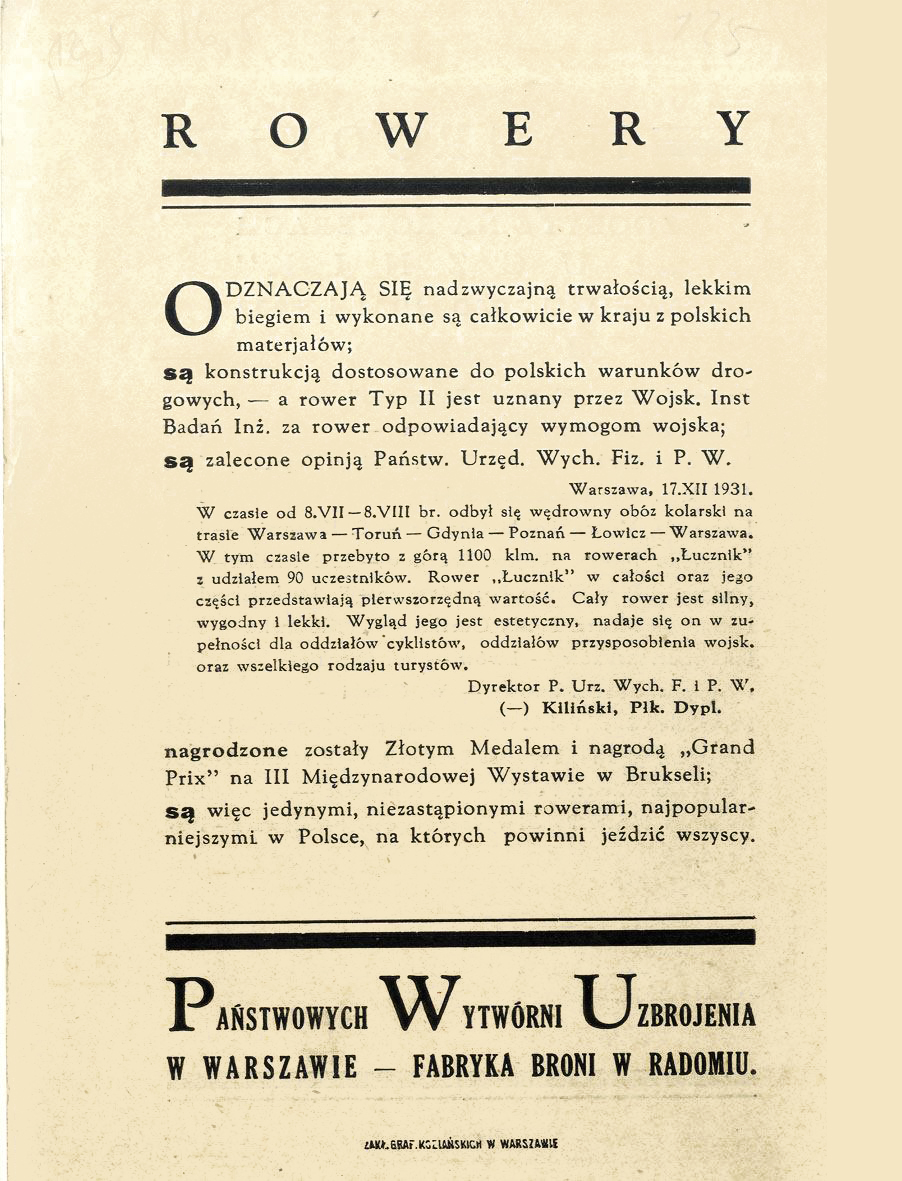 ROWERY
ODZNACZAJĄ SIĘ nadzwyczajną trwałością, lekkim
biegiem i wykonane są całkowicie w kraju z polskich
materjałów;
są konstrukcją dostosowane do polskich warunków dro-
gowych, — a rower Typ II jest uznany przez Wojsk. Inst
Badań Inż. za rower odpowiadający wymogom wojska;
są zalecone opinją Państw. Urzęd. Wych. Fiz. i P. W.
Warszawa, 17.XII 1931.
W czasie od 8.VII—8.VIII br. odbył się wędrowny obóz kolarski na
trasie Warszawa — Toruń — Gdynia — Poznań — Łowicz — Warszawa.
W tym czasie przebyto z górą 1100 klm. na rowerach „Łucznik”
z udziałem 90 uczestników. Rower „Łucznik” w całości oraz jego
części przedstawiają pierwszorzędną wartość. Cały rower jest silny,
wygodny i lekki. Wygląd jego jest estetyczny, nadaje się on w zu-
pełności dla oddziałów cyklistów, oddziałów przysposobienia wojsk.
oraz wszelkiego rodzaju turystów.
Dyrektor P. Urz. Wych. F. i P. W.
(—) Kiliński, Płk. Dypl.
nagrodzone zostały Złotym Medalem i nagrodą „Grand
Prix” na III Międzynarodowej Wystawie w Brukseli;
są więc jedynymi, niezastąpionymi rowerami, najpopular-
niejszymi w Polsce, na których powinni jeździć wszyscy.
PAŃSTWOWYCH WYTWÓRNI UZBROJENIA
W WARSZAWIE — FABRYKA BRONI W RADOMIU.
ZAKŁ. GRAF. KOZIAŃSKICH W WARSZAWIE